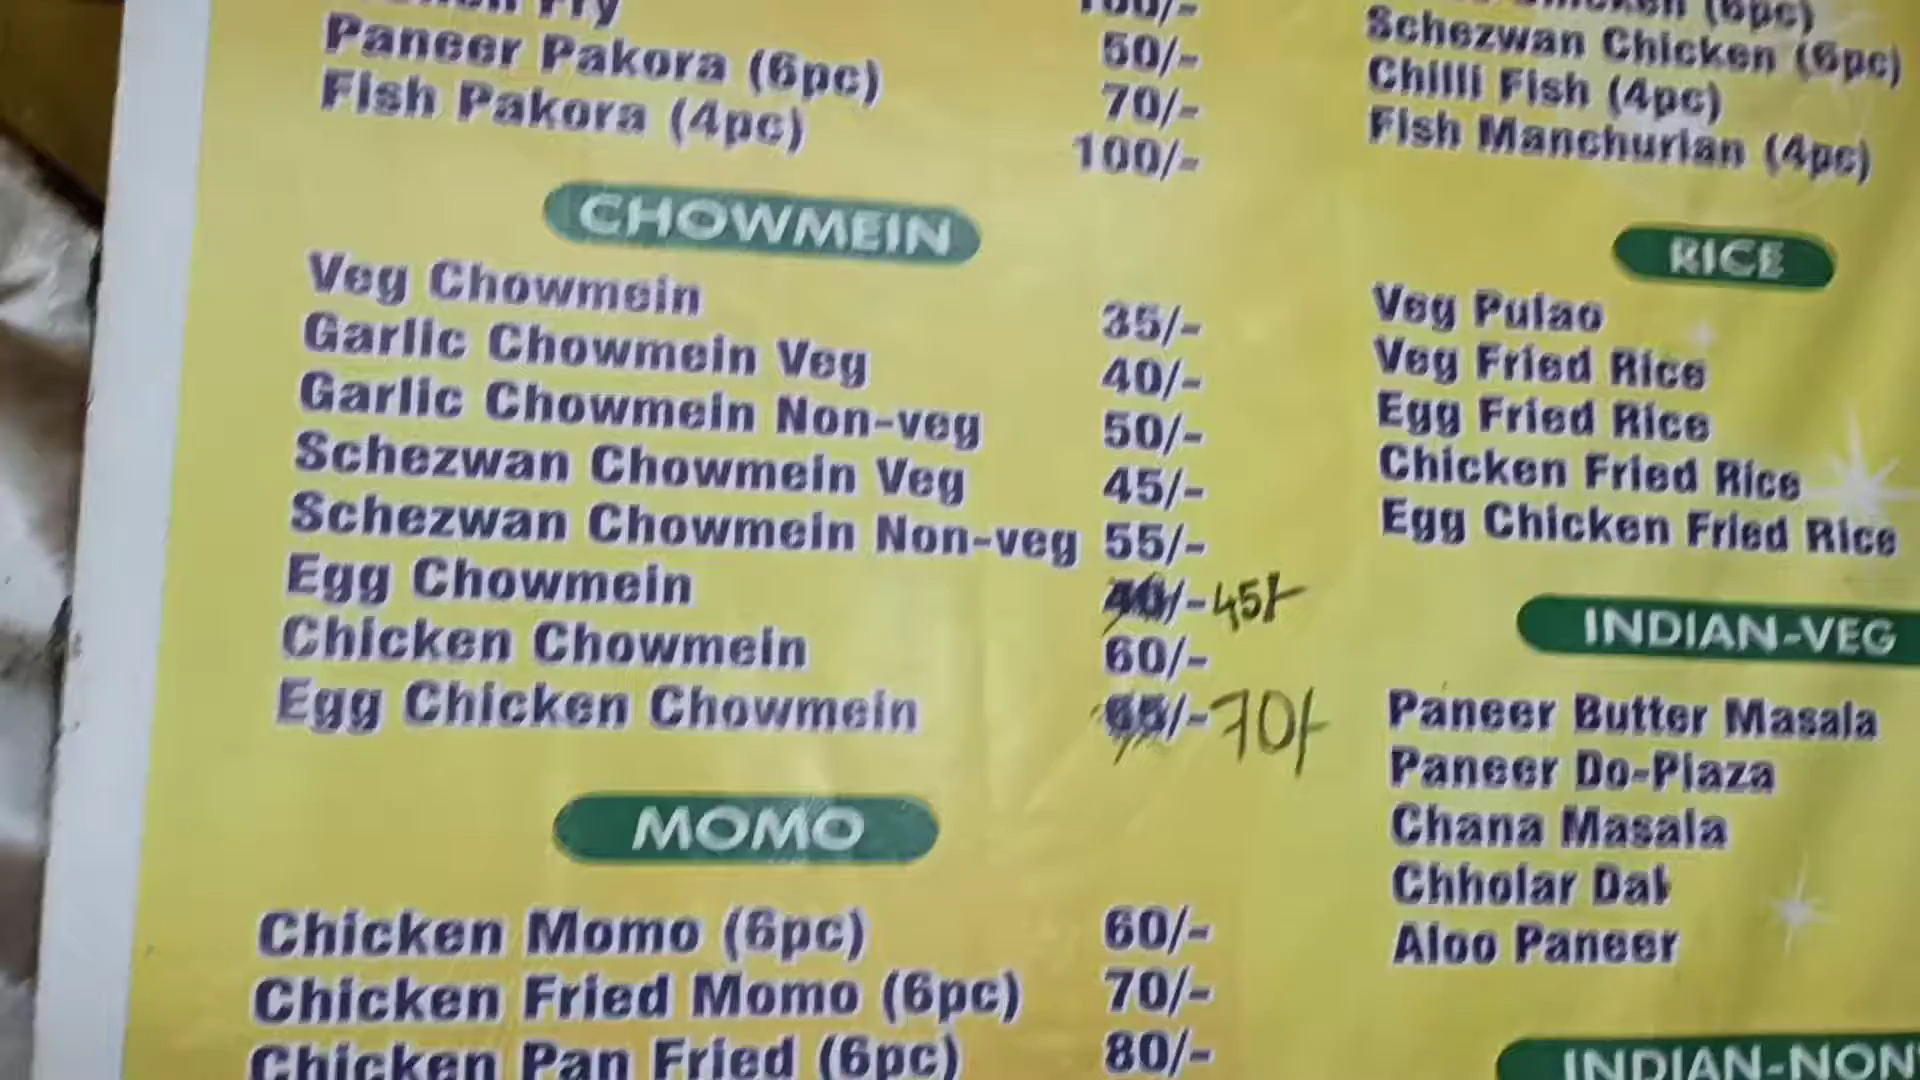 Fry 50/-
Paneer Pakora (6pc) 70/-
Fish Pakora (4pc) 100/-
CHOWMEIN
Veg Chowmein 35/-
Garlic Chowmein Veg 40/-
Garlic Chowmein Non-veg 50/-
Schezwan Chowmein Veg 45/-
Schezwan Chowmein Non-veg 55/-
Egg Chowmein 40/- 45/-
Chicken Chowmein 60/-
Egg Chicken Chowmein 65/- 70/-
MOMO
Chicken Momo (6pc) 60/-
Chicken Fried Momo (6pc) 70/-
Chicken Pan Fried (6pc) 80/-
Chicken (6pc)
Schezwan Chicken (6pc)
Chilli Fish (4pc)
Fish Manchurian (4pc)
RICE
Veg Pulao
Veg Fried Rice
Egg Fried Rice
Chicken Fried Rice
Egg Chicken Fried Rice
INDIAN-VEG
Paneer Butter Masala
Paneer Do-Piaza
Chana Masala
Chholar Dal
Aloo Paneer
INDIAN-NON